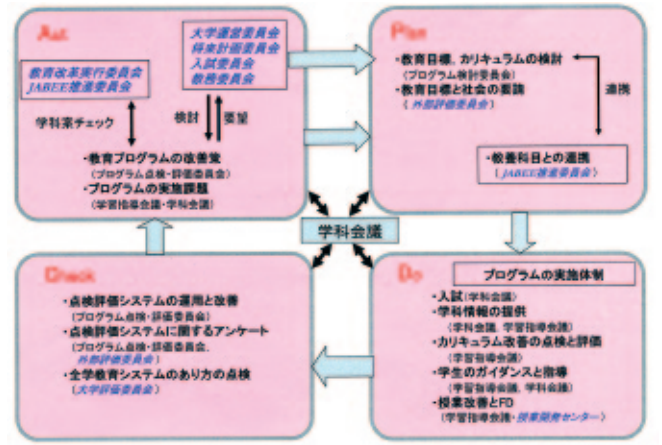 Act
大学運営委員会
将来計画委員会
入試委員会
教務委員会
教育改革実行委員会
JABEE推進委員会
学科案チェック
検討
要望
・教育プログラムの改善策
(プログラム点検・評価委員会)
・プログラムの実施課題
(学習指導会議・学科会議)
Plan
・教育目標、カリキュラムの検討
(プログラム検討委員会)
・教育目標と社会の要請
(外部評価委員会)
連携
・教養科目との連携
(JABEE推進委員会)
学科会議
Check
・点検評価システムの運用と改善
(プログラム点検・評価委員会)
・点検評価システムに関するアンケート
(プログラム点検・評価委員会、
外部評価委員会)
・全学教育システムのあり方の点検
(大学評価委員会)
Do
プログラムの実施体制
・入試(学科会議)
・学科情報の提供
(学科会議、学習指導会議)
・カリキュラム改善の点検と評価
(学習指導会議)
・学生のガイダンスと指導
(学習指導会議、学科会議)
・授業改善とFD
(学習指導会議・授業開発センター)